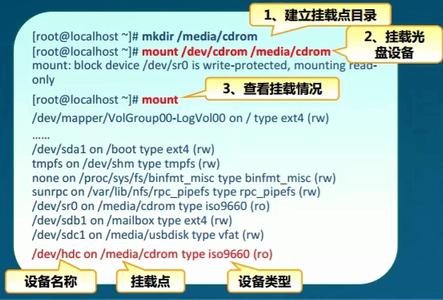 1、建立挂载点目录
[root@localhost ~]# mkdir /media/cdrom
[root@localhost ~]# mount /dev/cdrom /media/cdrom
2、挂载光
盘设备
mount: block device /dev/sr0 is write-protected, mounting read-
only
3、查看挂载情况
[root@localhost ~]# mount
/dev/mapper/VolGroup00-LogVol00 on / type ext4 (rw)
……
/dev/sda1 on /boot type ext4 (rw)
tmpfs on /dev/shm type tmpfs (rw)
none on /proc/sys/fs/binfmt_misc type binfmt_misc (rw)
sunrpc on /var/lib/nfs/rpc_pipefs type rpc_pipefs (rw)
/dev/sr0 on /media/cdrom type iso9660 (ro)
/dev/sdb1 on /mailbox type ext4 (rw)
/dev/sdc1 on /media/usbdisk type vfat (rw)
/dev/hdc on /media/cdrom type iso9660 (ro)
设备名称
挂载点
设备类型